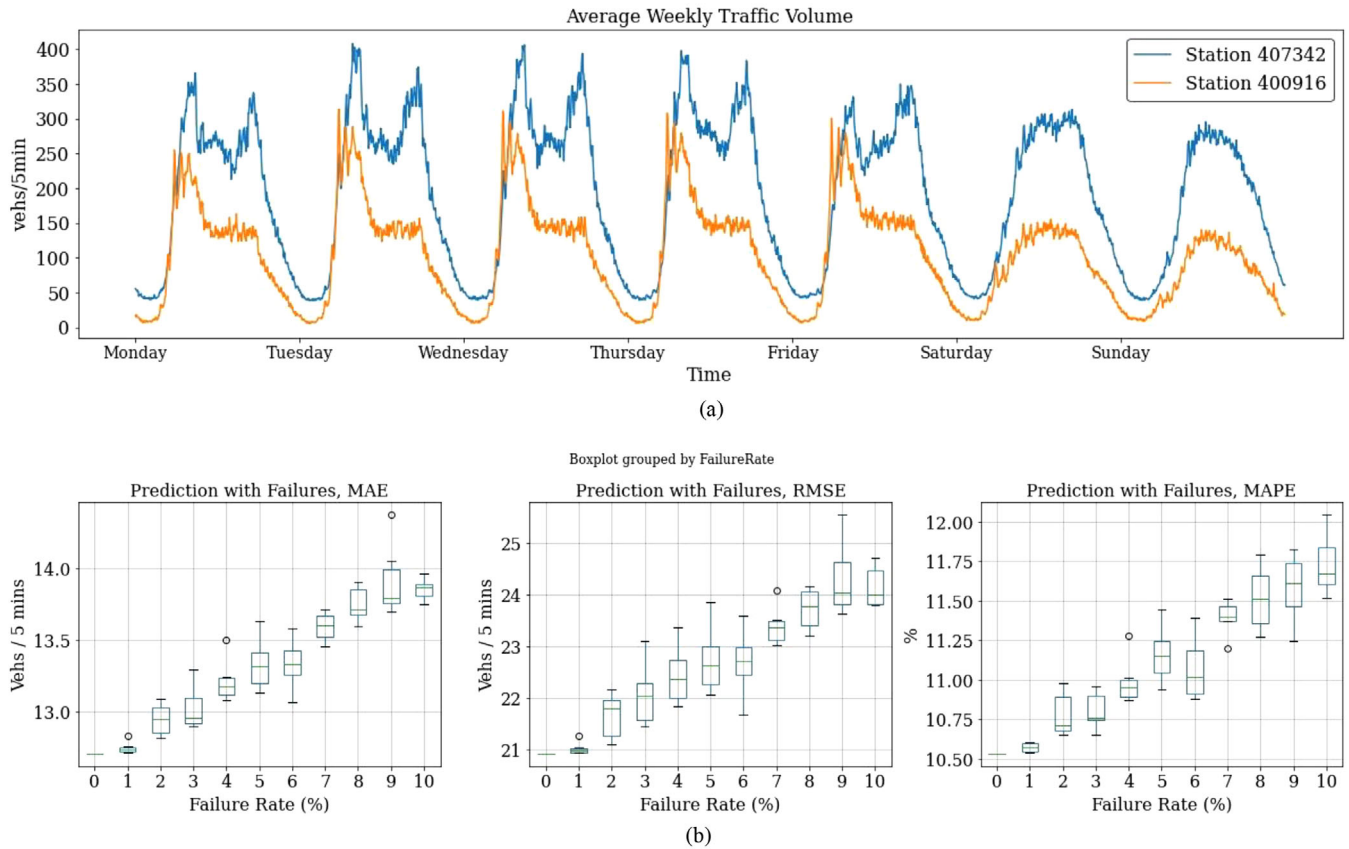 Average Weekly Traffic Volume
400
350
300
250
200
150
100
50
0
vehs/5min
Station 407342
Station 400916
Monday Tuesday Wednesday Thursday Friday Saturday Sunday
Time
(a)
Boxplot grouped by FailureRate
Prediction with Failures, MAE
14.0
13.5
13.0
Vehs / 5 mins
0 1 2 3 4 5 6 7 8 9 10
Failure Rate (%)
Prediction with Failures, RMSE
25
24
23
22
21
Vehs / 5 mins
0 1 2 3 4 5 6 7 8 9 10
Failure Rate (%)
Prediction with Failures, MAPE
12.00
11.75
11.50
11.25
11.00
10.75
10.50
%
0 1 2 3 4 5 6 7 8 9 10
Failure Rate (%)
(b)